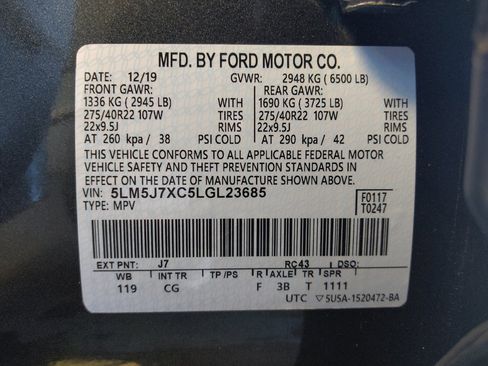 MFD. BY FORD MOTOR CO.
DATE: 12/19 GVWR: 2948 KG ( 6500 LB)
FRONT GAWR: REAR GAWR:
1336 KG ( 2945 LB) WITH 1690 KG ( 3725 LB) WITH
275/40R22 107W TIRES 275/40R22 107W TIRES
22x9.5J RIMS 22x9.5J RIMS
AT 260 kpa / 38 PSI COLD AT 290 kpa / 42 PSI COLD
THIS VEHICLE CONFORMS TO ALL APPLICABLE FEDERAL MOTOR
VEHICLE SAFETY AND THEFT PREVENTION STANDARDS IN
EFFECT ON THE DATE OF MANUFACTURE SHOWN ABOVE.
VIN: 5LM5J7XC5LGL23685 F0117
TYPE: MPV T0247
EXT PNT: J7 RC43 DSO:
WB INT TR TP /PS R AXLE TR SPR
119 CG F 3B T 1111
UTC ▽5U5A-1520472-BA